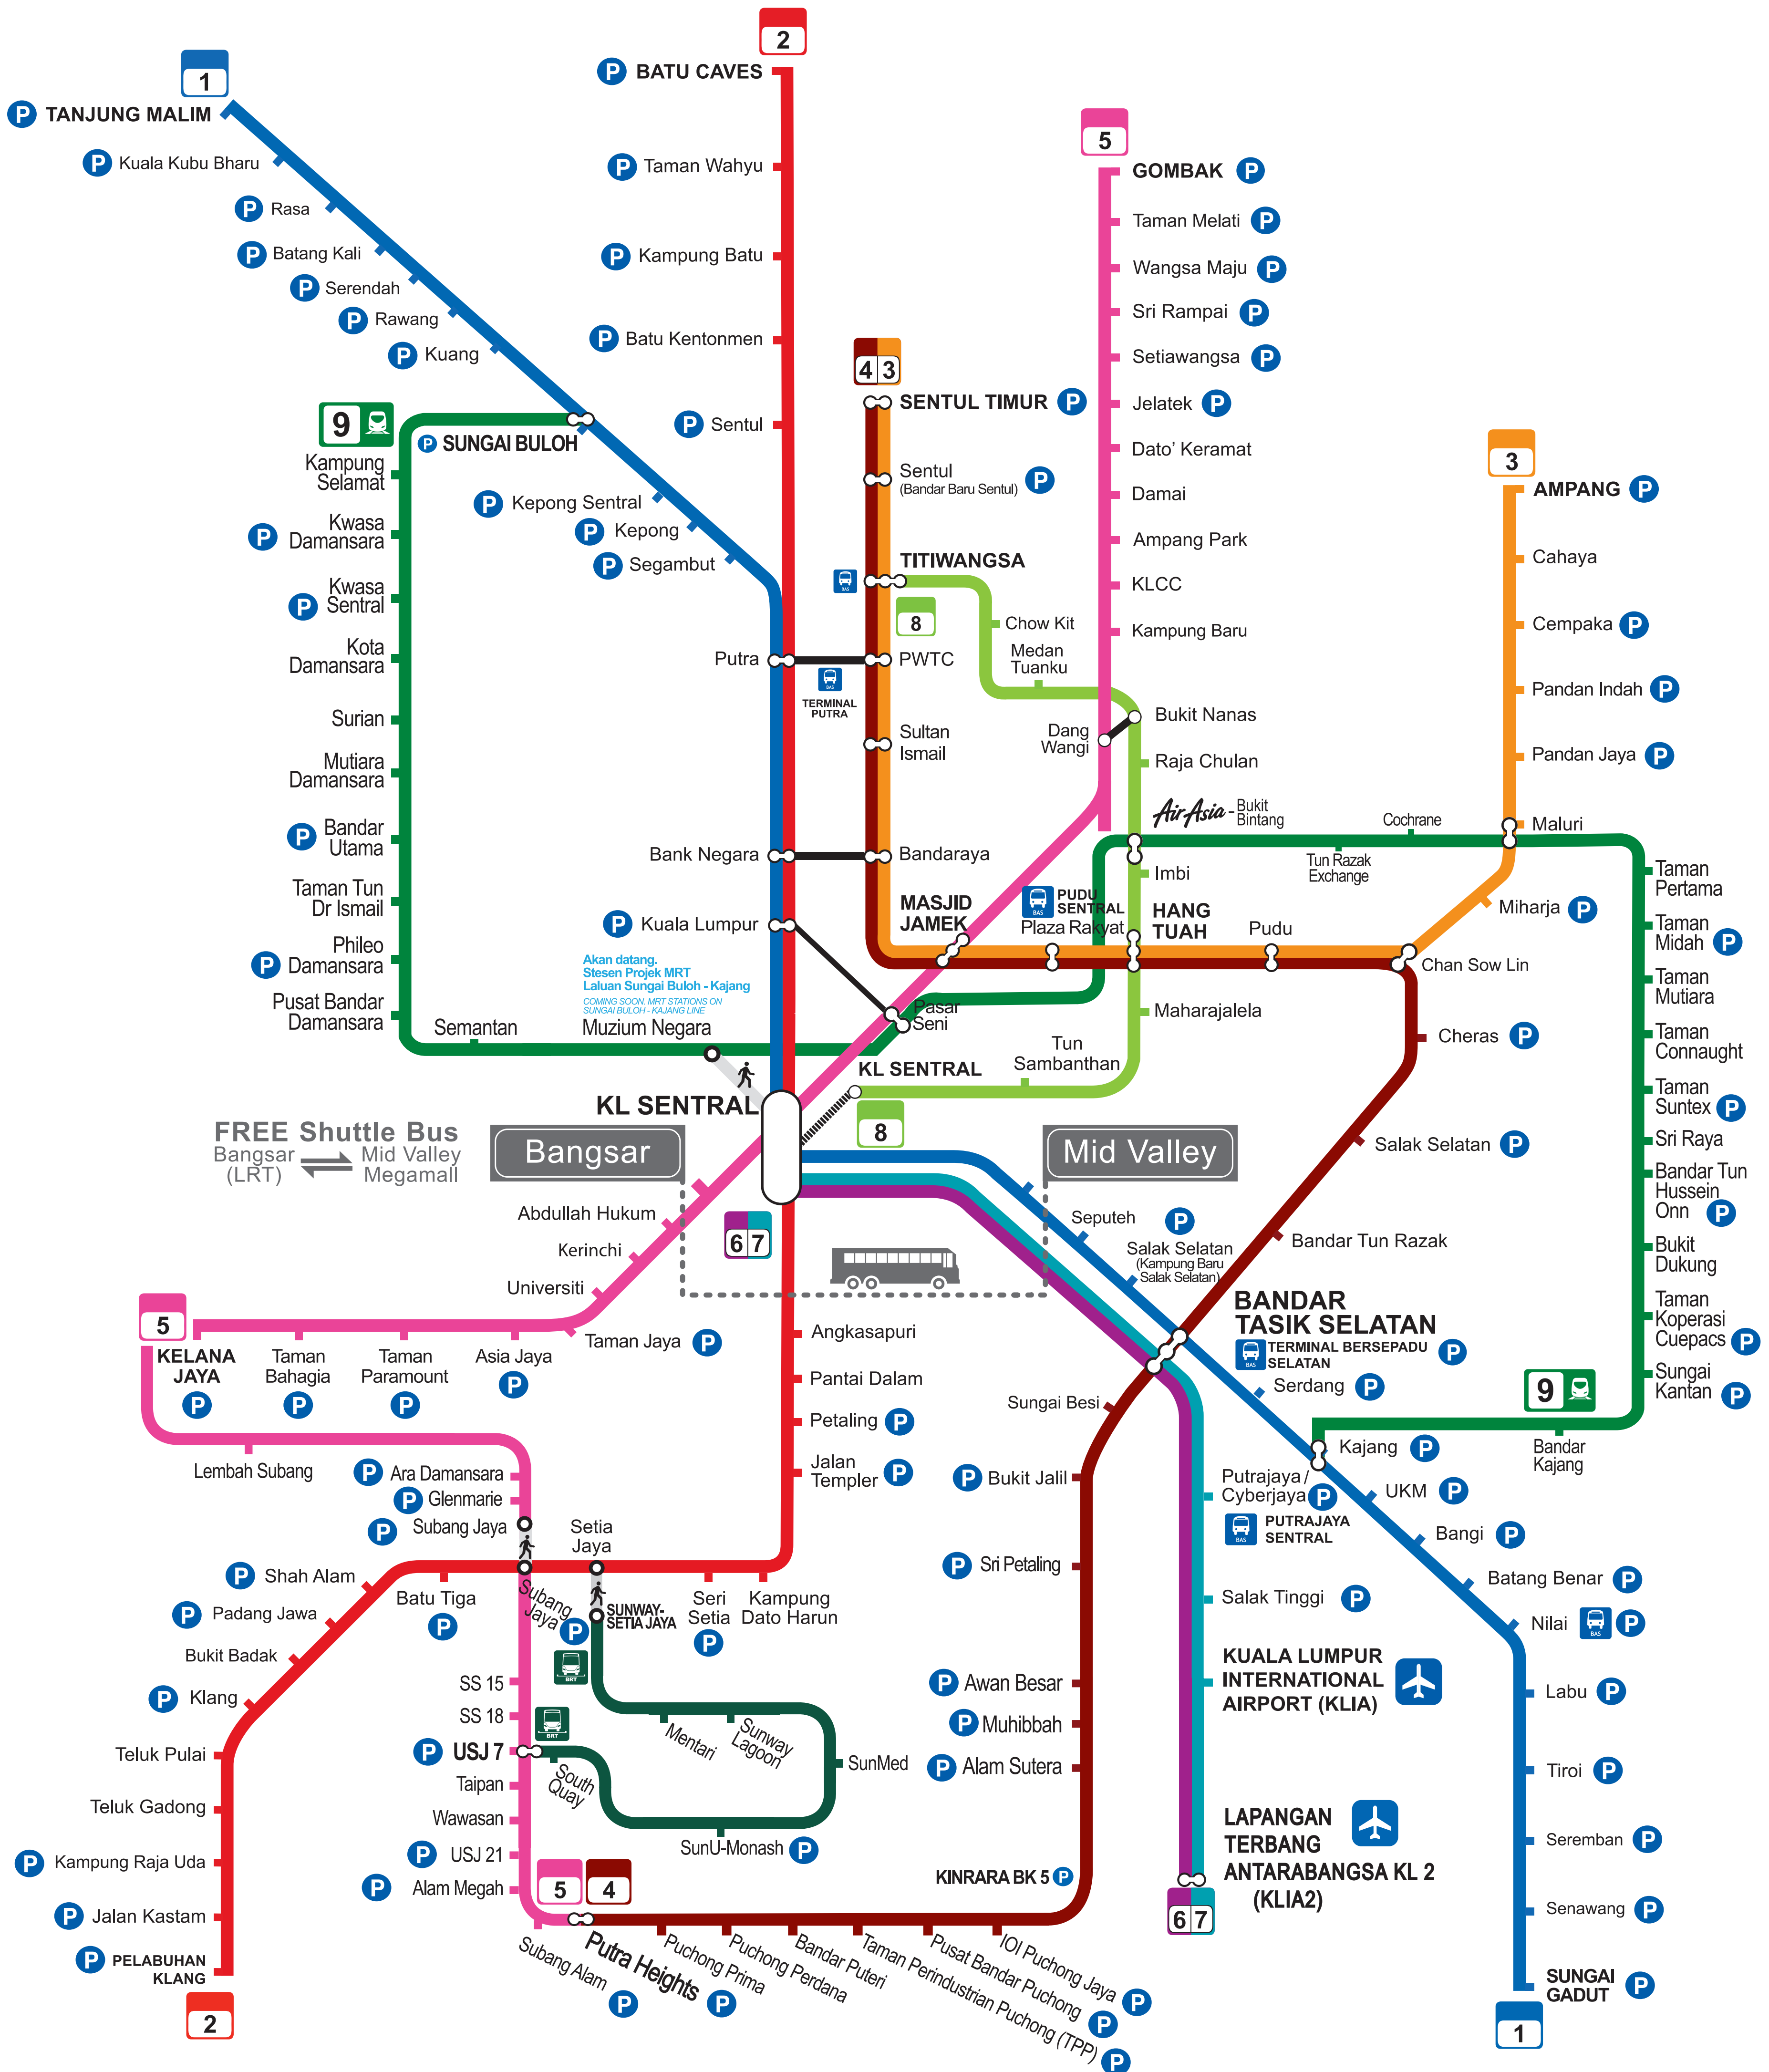 2
BATU CAVES
1
TANJUNG MALIM
Kuala Kubu Bharu
Rasa
Batang Kali
Serendah
Rawang
Kuang
Taman Wahyu
Kampung Batu
Batu Kentonmen
Sentul
5
GOMBAK
Taman Melati
Wangsa Maju
Sri Rampai
Setiawangsa
Jelatek
Dato' Keramat
Damai
Ampang Park
KLCC
Kampung Baru
4 3
SENTUL TIMUR
Sentul
(Bandar Baru Sentul)
TITIWANGSA
BAS
8
PWTC
Sultan
Ismail
Bandaraya
MASJID
JAMEK
3
AMPANG
Cahaya
Cempaka
Pandan Indah
Pandan Jaya
Maluri
Miharja
Chan Sow Lin
9
SUNGAI BULOH
Kampung
Selamat
Kwasa
Damansara
Kwasa
Sentral
Kota
Damansara
Surian
Mutiara
Damansara
Bandar
Utama
Taman Tun
Dr Ismail
Phileo
Damansara
Pusat Bandar
Damansara
Semantan
Muzium Negara
Kepong Sentral
Kepong
Segambut
Putra
BAS
TERMINAL
PUTRA
Bank Negara
Kuala Lumpur
Akan datang.
Stesen Projek MRT
Laluan Sungai Buloh - Kajang
COMING SOON. MRT STATIONS ON
SUNGAI BULOH - KAJANG LINE
Chow Kit
Medan
Tuanku
Dang
Wangi
Bukit Nanas
Raja Chulan
AirAsia - Bukit
Bintang
Imbi
BAS
PUDU
SENTRAL
Plaza Rakyat
HANG
TUAH
Pudu
Maharajalela
Tun
Sambanthan
Pasar
Seni
Cochrane
Tun Razak
Exchange
Taman
Pertama
Taman
Midah
Taman
Mutiara
Taman
Connaught
Taman
Suntex
Sri Raya
Bandar Tun
Hussein
Onn
Bukit
Dukung
Taman
Koperasi
Cuepacs
Sungai
Kantan
9
Bandar
Kajang
Cheras
Salak Selatan
Bandar Tun Razak
KL SENTRAL
8
KL SENTRAL
FREE Shuttle Bus
Bangsar
(LRT)
Mid Valley
Megamall
Bangsar
Mid Valley
6 7
Abdullah Hukum
Kerinchi
Universiti
Taman Jaya
Asia Jaya
Taman
Paramount
Taman
Bahagia
5
KELANA
JAYA
Lembah Subang
Ara Damansara
Glenmarie
Subang Jaya
Seputeh
Salak Selatan
(Kampung Baru
Salak Selatan)
BANDAR
TASIK SELATAN
BAS
TERMINAL BERSEPADU
SELATAN
Serdang
Kajang
UKM
Bangi
Batang Benar
Nilai
BAS
Labu
Tiroi
Seremban
Senawang
SUNGAI
GADUT
1
Angkasapuri
Pantai Dalam
Petaling
Jalan
Templer
Kampung
Dato Harun
Seri
Setia
Setia
Jaya
SUNWAY-
SETIA JAYA
BRT
Subang
Jaya
Batu Tiga
Shah Alam
Padang Jawa
Bukit Badak
Klang
Teluk Pulai
Teluk Gadong
Kampung Raja Uda
Jalan Kastam
PELABUHAN
KLANG
2
SS 15
SS 18
BRT
USJ 7
Taipan
Wawasan
USJ 21
Alam Megah
5
4
Subang Alam
Putra Heights
Puchong Prima
Puchong Perdana
Bandar Puteri
Taman Perindustrian Puchong (TPP)
Pusat Bandar Puchong
IOI Puchong Jaya
Mentari
Sunway
Lagoon
SunMed
SunU-Monash
South
Quay
Sungai Besi
Bukit Jalil
Sri Petaling
Awan Besar
Muhibbah
Alam Sutera
KINRARA BK 5
Putrajaya /
Cyberjaya
BAS
PUTRAJAYA
SENTRAL
Salak Tinggi
KUALA LUMPUR
INTERNATIONAL
AIRPORT (KLIA)
LAPANGAN
TERBANG
ANTARABANGSA KL 2
(KLIA2)
6 7